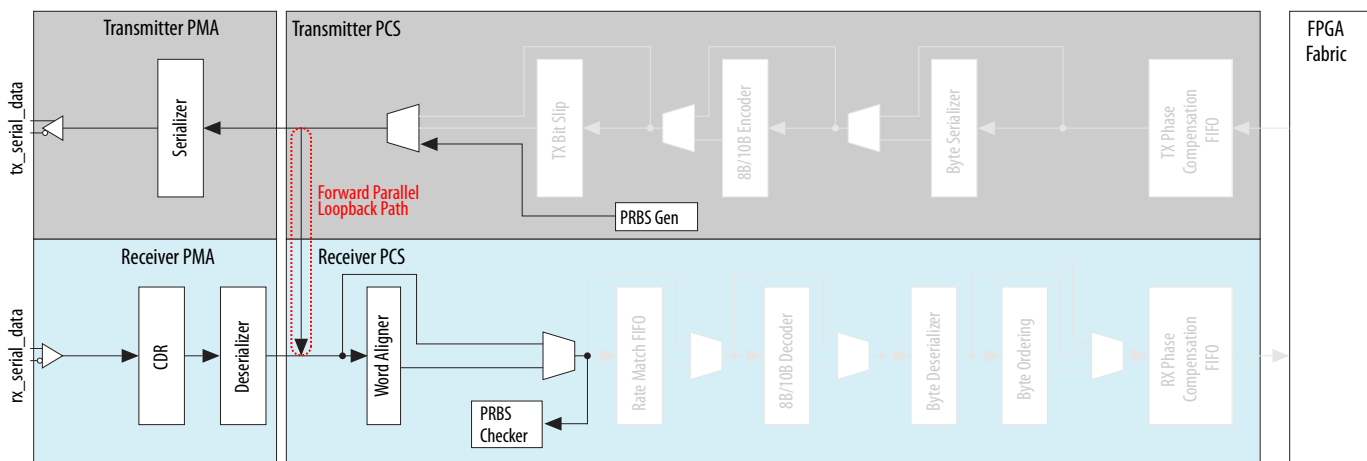 Transmitter PMA
Transmitter PCS
FPGA
Fabric
tx_serial_data
Serializer
TX Bit Slip
8B/10B Encoder
Byte Serializer
TX Phase
Compensation
FIFO
Forward Parallel
Loopback Path
PRBS Gen
Receiver PMA
Receiver PCS
rx_serial_data
CDR
Deserializer
Word Aligner
Rate Match FIFO
8B/10B Decoder
Byte Deserializer
Byte Ordering
RX Phase
Compensation
FIFO
PRBS
Checker